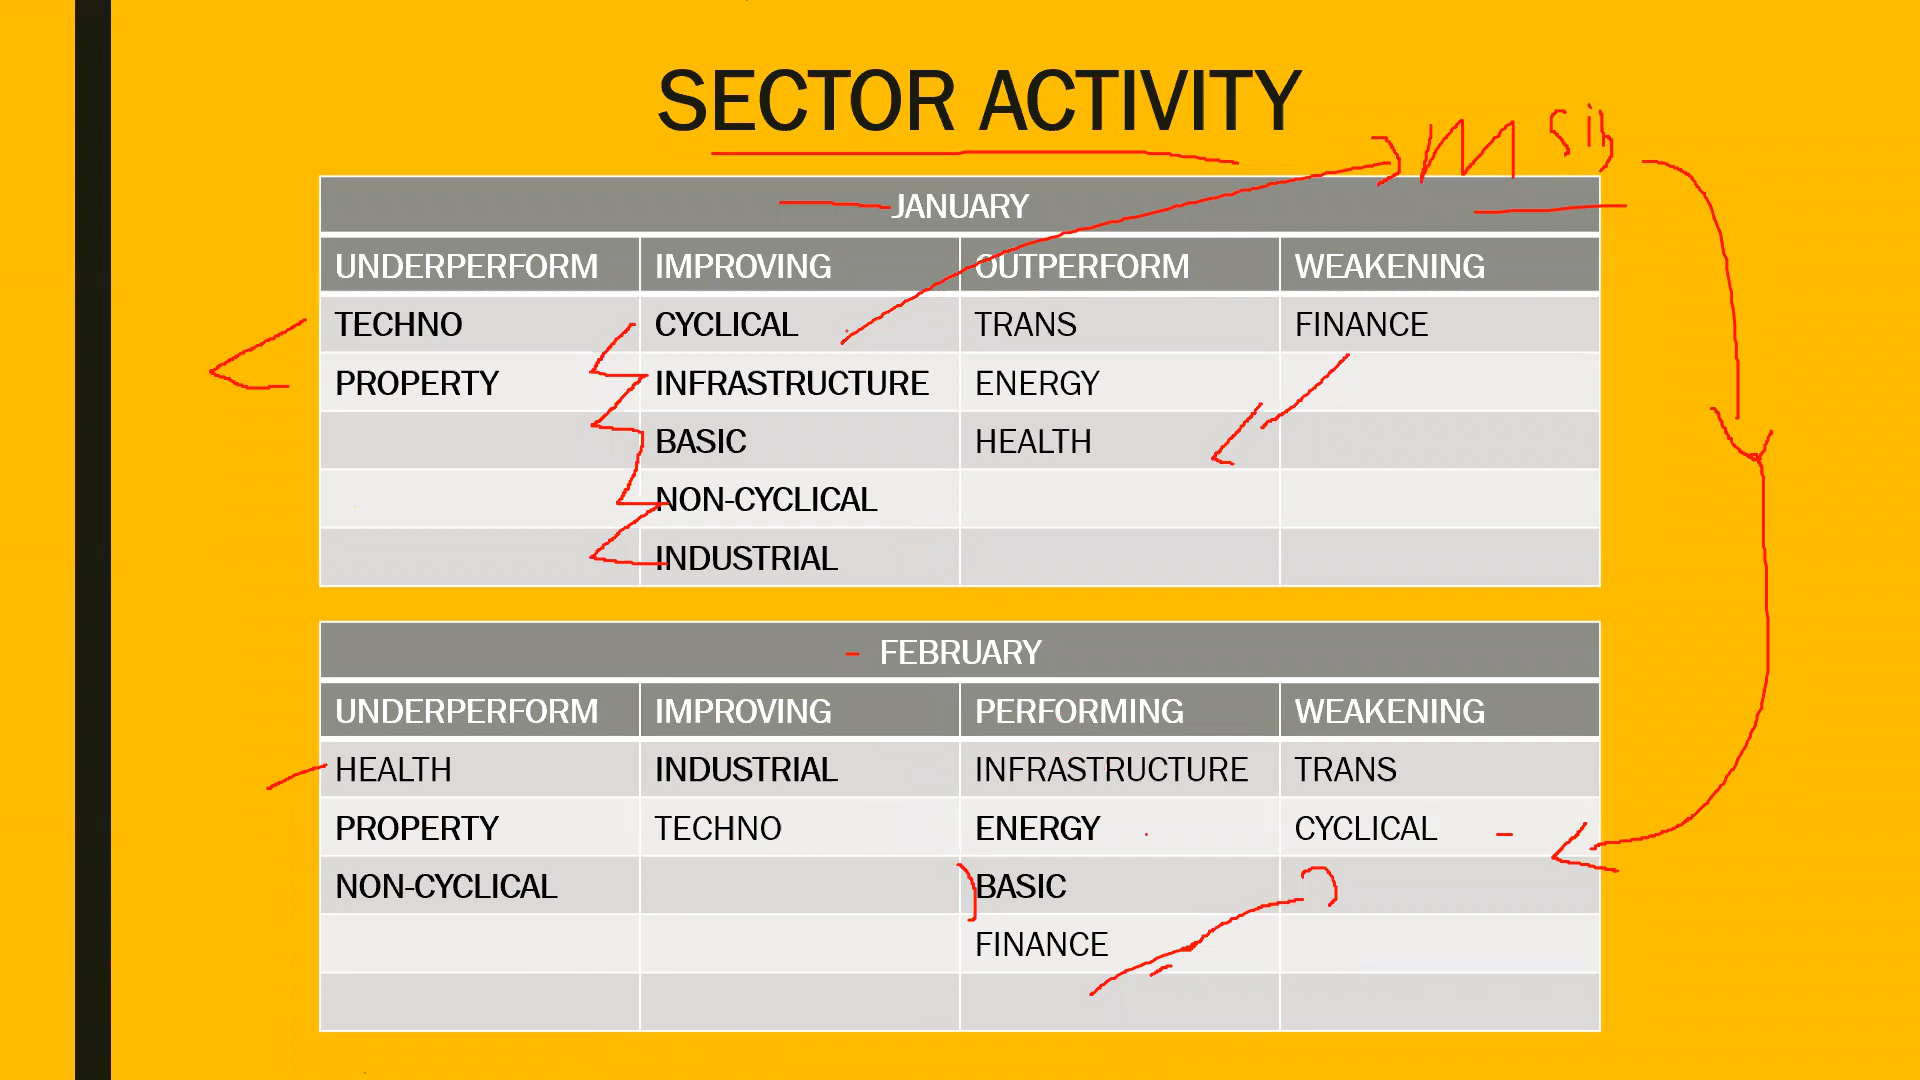 SECTOR ACTIVITY
JANUARY
UNDERPERFORM IMPROVING OUTPERFORM WEAKENING
TECHNO CYCLICAL TRANS FINANCE
PROPERTY INFRASTRUCTURE ENERGY
BASIC HEALTH
NON-CYCLICAL
INDUSTRIAL
FEBRUARY
UNDERPERFORM IMPROVING PERFORMING WEAKENING
HEALTH INDUSTRIAL INFRASTRUCTURE TRANS
PROPERTY TECHNO ENERGY CYCLICAL
NON-CYCLICAL BASIC
FINANCE